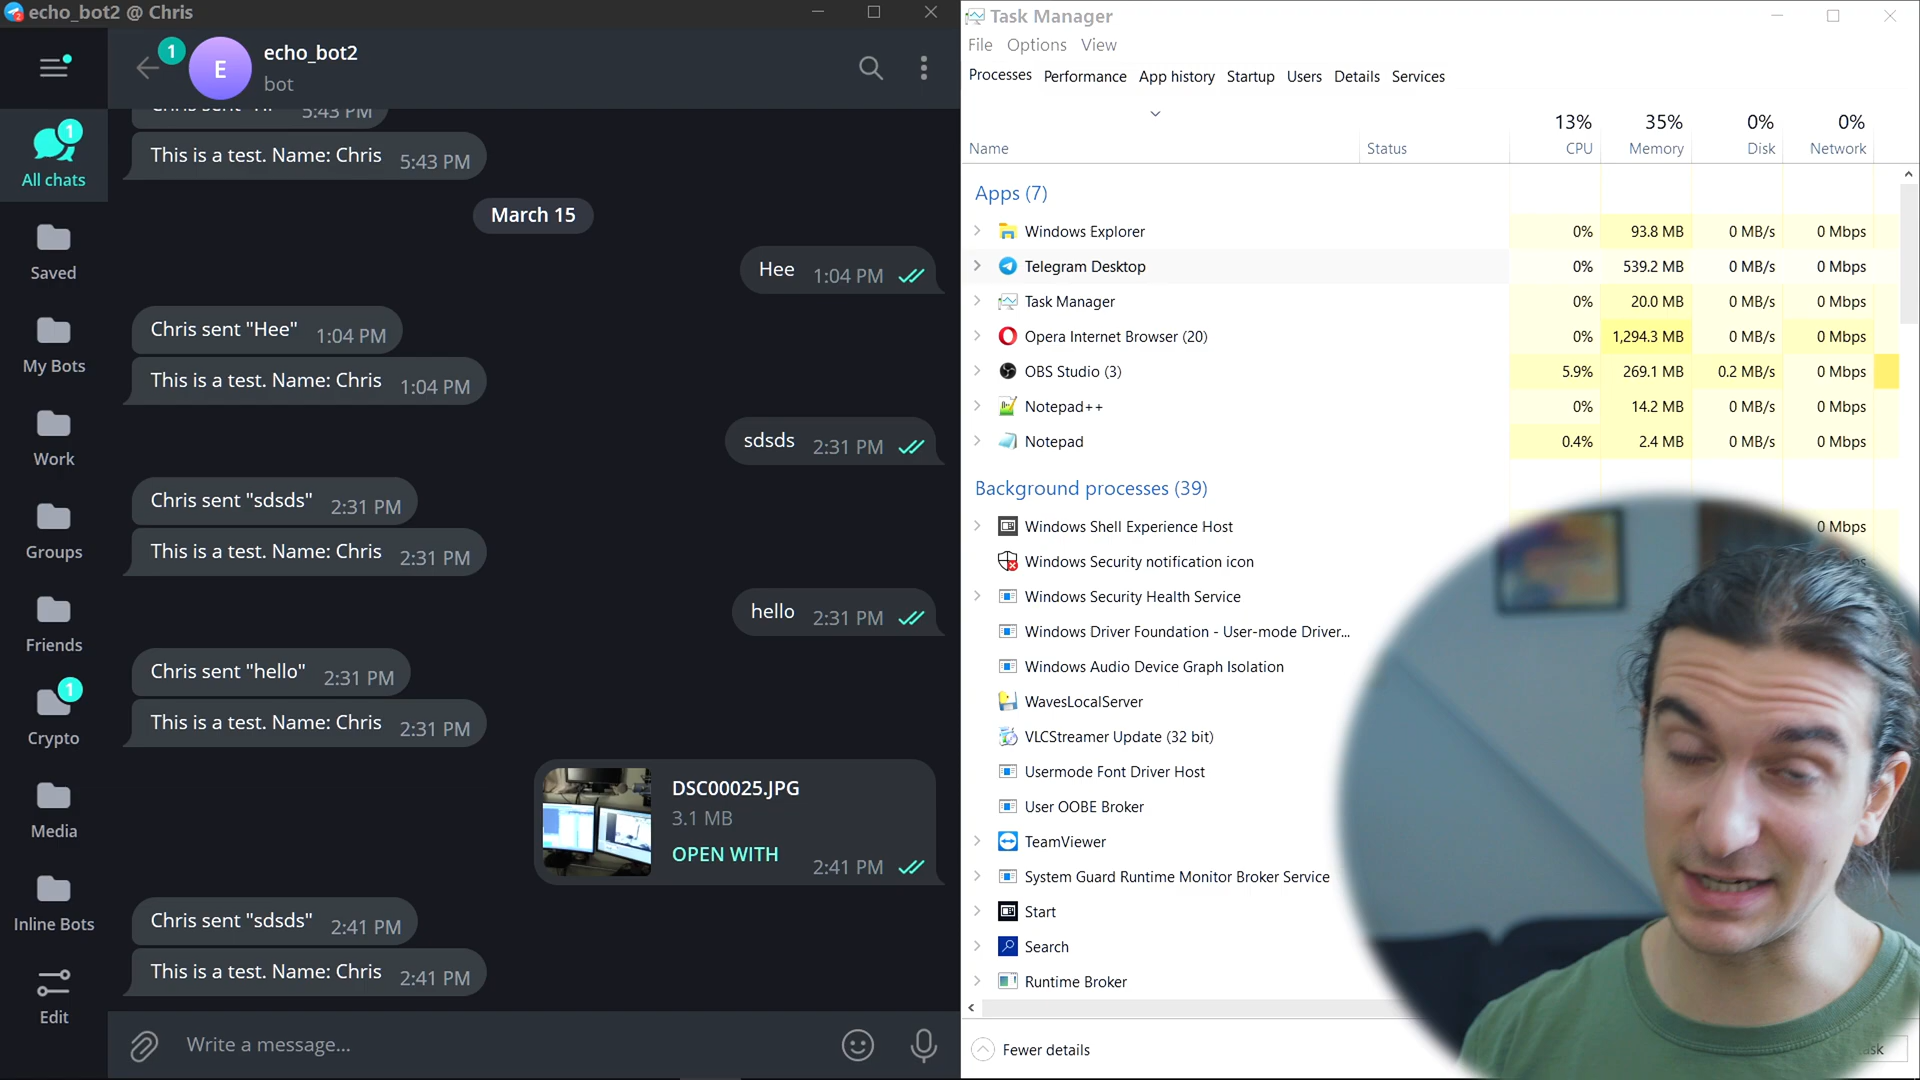 echo_bot2 @ Chris
1
E
echo_bot2
bot
1
All chats
Saved
My Bots
Work
Groups
Friends
1
Crypto
Media
Inline Bots
Edit
Chris sent "Hi" 5:43 PM
This is a test. Name: Chris 5:43 PM
March 15
Hee 1:04 PM
Chris sent "Hee" 1:04 PM
This is a test. Name: Chris 1:04 PM
sdsds 2:31 PM
Chris sent "sdsds" 2:31 PM
This is a test. Name: Chris 2:31 PM
hello 2:31 PM
Chris sent "hello" 2:31 PM
This is a test. Name: Chris 2:31 PM
DSC00025.JPG
3.1 MB
OPEN WITH 2:41 PM
Chris sent "sdsds" 2:41 PM
This is a test. Name: Chris 2:41 PM
Write a message...
Task Manager
File Options View
Processes Performance App history Startup Users Details Services
13% 35% 0% 0%
Name Status CPU Memory Disk Network
Apps (7)
Windows Explorer 0% 93.8 MB 0 MB/s 0 Mbps
Telegram Desktop 0% 539.2 MB 0 MB/s 0 Mbps
Task Manager 0% 20.0 MB 0 MB/s 0 Mbps
Opera Internet Browser (20) 0% 1,294.3 MB 0 MB/s 0 Mbps
OBS Studio (3) 5.9% 269.1 MB 0.2 MB/s 0 Mbps
Notepad++ 0% 14.2 MB 0 MB/s 0 Mbps
Notepad 0.4% 2.4 MB 0 MB/s 0 Mbps
Background processes (39)
Windows Shell Experience Host 0 Mbps
Windows Security notification icon
Windows Security Health Service
Windows Driver Foundation - User-mode Driver...
Windows Audio Device Graph Isolation
WavesLocalServer
VLCStreamer Update (32 bit)
Usermode Font Driver Host
User OOBE Broker
TeamViewer
System Guard Runtime Monitor Broker Service
Start
Search
Runtime Broker
Fewer details